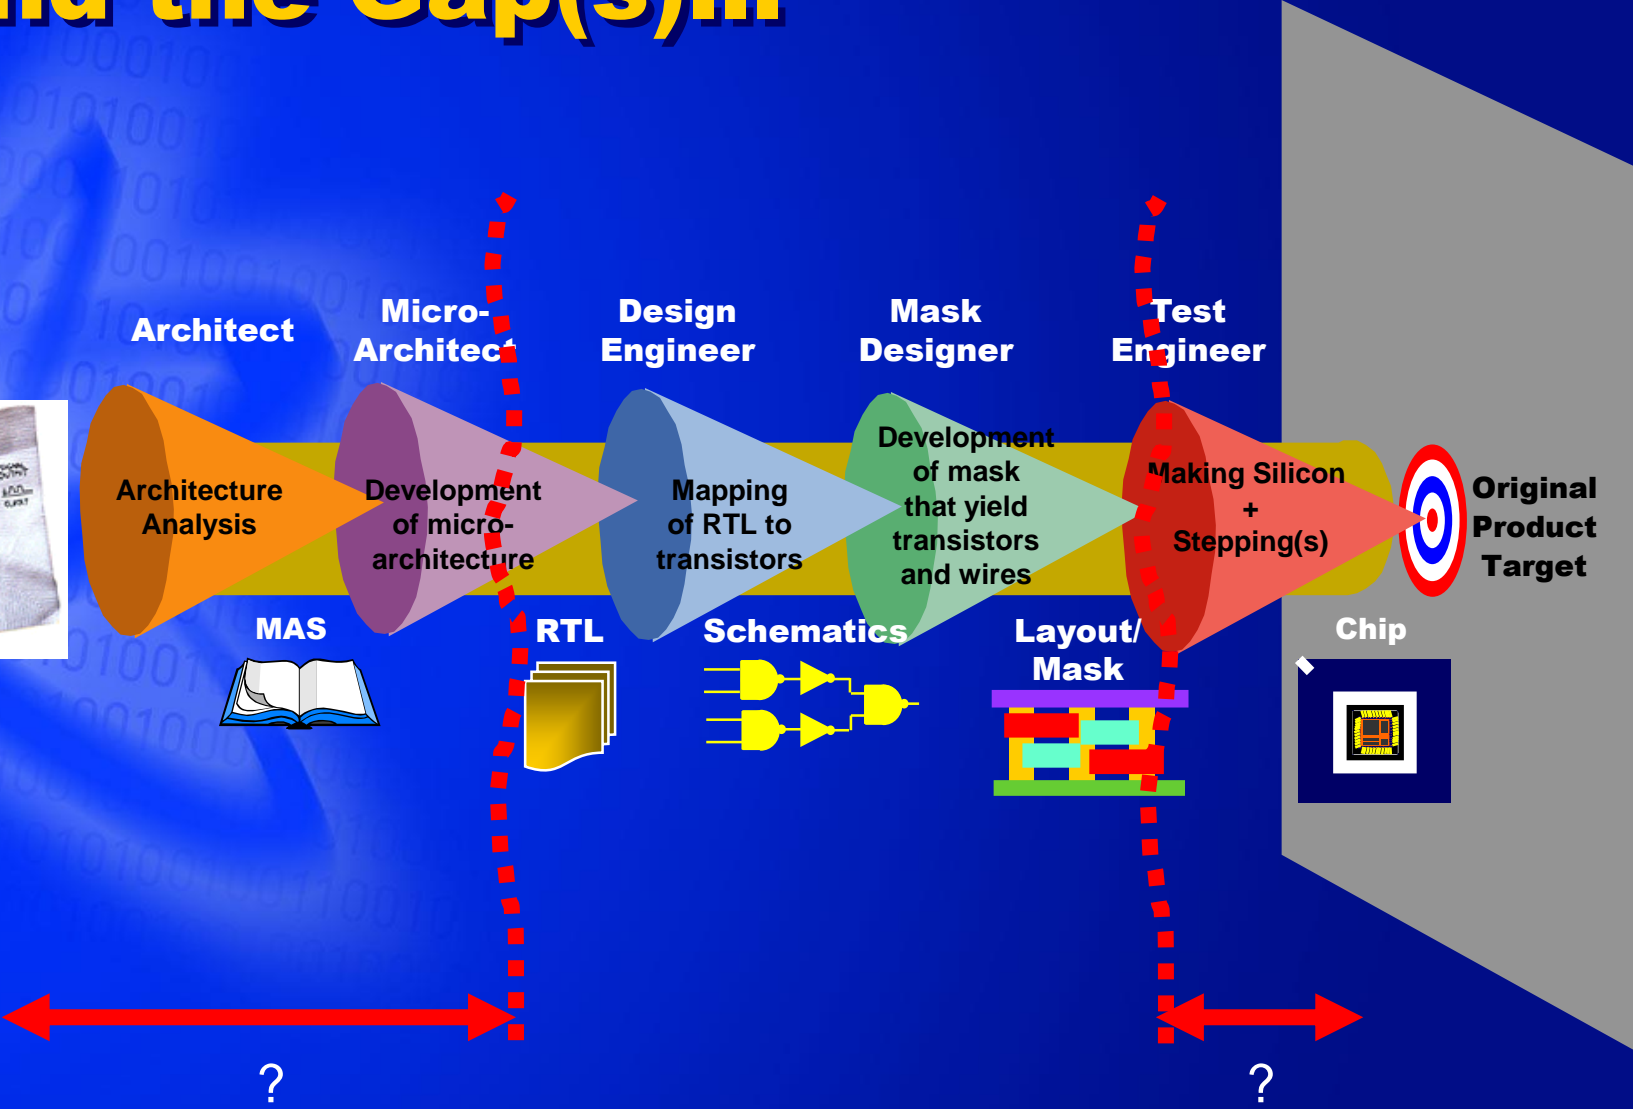 the Gap(s)...
Architect
Micro-
Architect
Design
Engineer
Mask
Designer
Test
Engineer
Architecture
Analysis
Development
of micro-
architecture
Mapping
of RTL to
transistors
Development
of mask
that yield
transistors
and wires
Making Silicon
+
Stepping(s)
Original
Product
Target
MAS
RTL
Schematics
Layout/
Mask
Chip
?
?